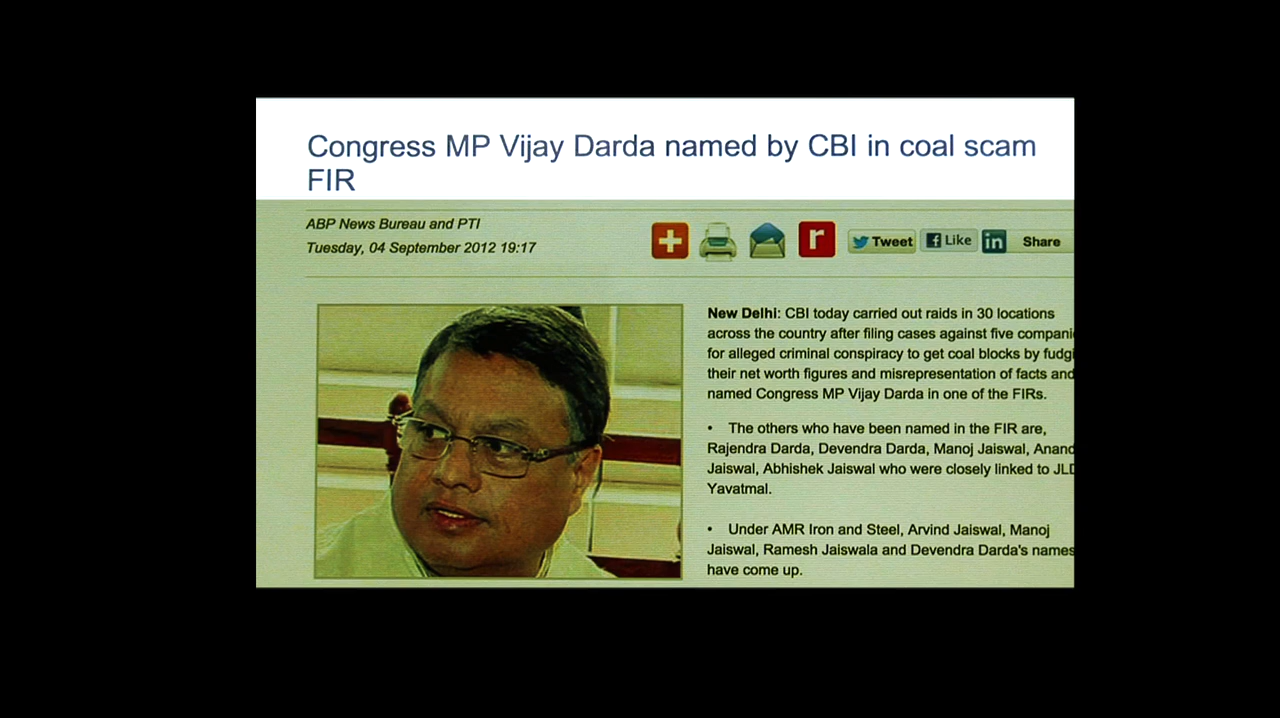 Congress MP Vijay Darda named by CBI in coal scam
FIR
ABP News Bureau and PTI
Tuesday, 04 September 2012 19:17
r
Tweet
Like
in Share
New Delhi: CBI today carried out raids in 30 locations
across the country after filing cases against five compani
for alleged criminal conspiracy to get coal blocks by fudgi
their net worth figures and misrepresentation of facts and
named Congress MP Vijay Darda in one of the FIRs.
• The others who have been named in the FIR are,
Rajendra Darda, Devendra Darda, Manoj Jaiswal, Anand
Jaiswal, Abhishek Jaiswal who were closely linked to JLD
Yavatmal.
• Under AMR Iron and Steel, Arvind Jaiswal, Manoj
Jaiswal, Ramesh Jaiswala and Devendra Darda's names
have come up.